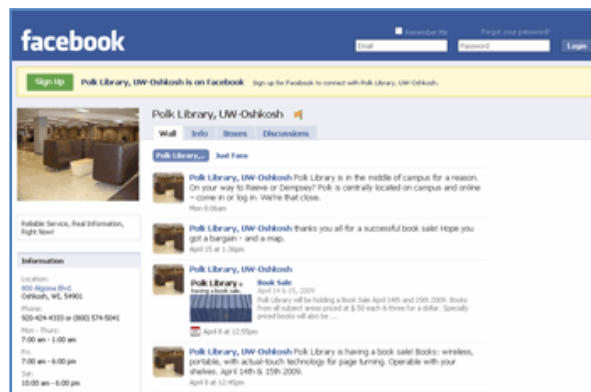 facebook
Remember Me
Forgot your password?
Email
Password
Login
Sign Up
Polk Library, UW-Oshkosh is on Facebook
Sign up for Facebook to connect with Polk Library, UW-Oshkosh.
Polk Library, UW-Oshkosh
Wall Info Boxes Discussions
Polk Library,... Just Fans
Polk Library, UW-Oshkosh Polk Library is in the middle of campus for a reason.
On your way to Reeve or Dempsey? Polk is centrally located on campus and online
– come in or log in. We're that close.
Mon 8:06am
Polk Library, UW-Oshkosh thanks you all for a successful book sale! Hope you
got a bargain - and a map.
April 15 at 1:36pm
Polk Library, UW-Oshkosh
Polk Library is
having a book sale.
Book Sale
April 14 & 15, 2009
Polk Library will be holding a Book Sale April 14th and 15th 2009. Books
from all subject areas priced at $.50 each & three for a dollar. Specially
priced books will also be ...
April 8 at 12:55pm
Polk Library, UW-Oshkosh Polk Library is having a book sale! Books: wireless,
portable, with actual-touch technology for page turning. Operable with your
shelves. April 14th & 15th 2009.
April 8 at 12:45pm
Reliable Service, Real Information,
Right Now!
Information
Location:
800 Algoma Blvd.
Oshkosh, WI, 54901
Phone:
920-424-4333 or (800) 574-5041
Mon - Thurs:
7:00 am - 1:00 am
Fri:
7:00 am - 6:00 pm
Sat:
10:00 am - 6:00 pm